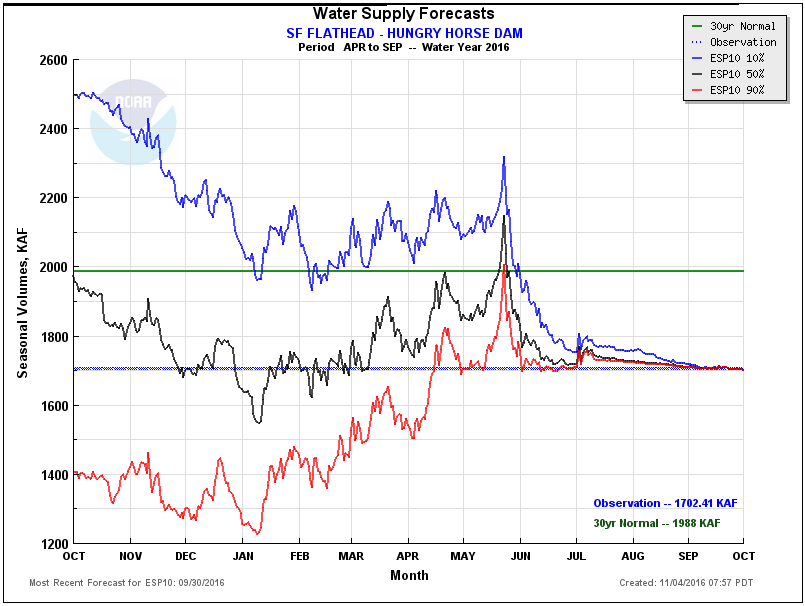 Water Supply Forecasts
SF FLATHEAD - HUNGRY HORSE DAM
Period APR to SEP -- Water Year 2016
30yr Normal
Observation
ESP10 10%
ESP10 50%
ESP10 90%
NOAA
Seasonal Volumes, KAF
2600
2400
2200
2000
1800
1600
1400
1200
Observation -- 1702.41 KAF
30yr Normal -- 1988 KAF
OCT NOV DEC JAN FEB MAR APR MAY JUN JUL AUG SEP OCT
Month
Most Recent Forecast for ESP10: 09/30/2016
Created: 11/04/2016 07:57 PDT